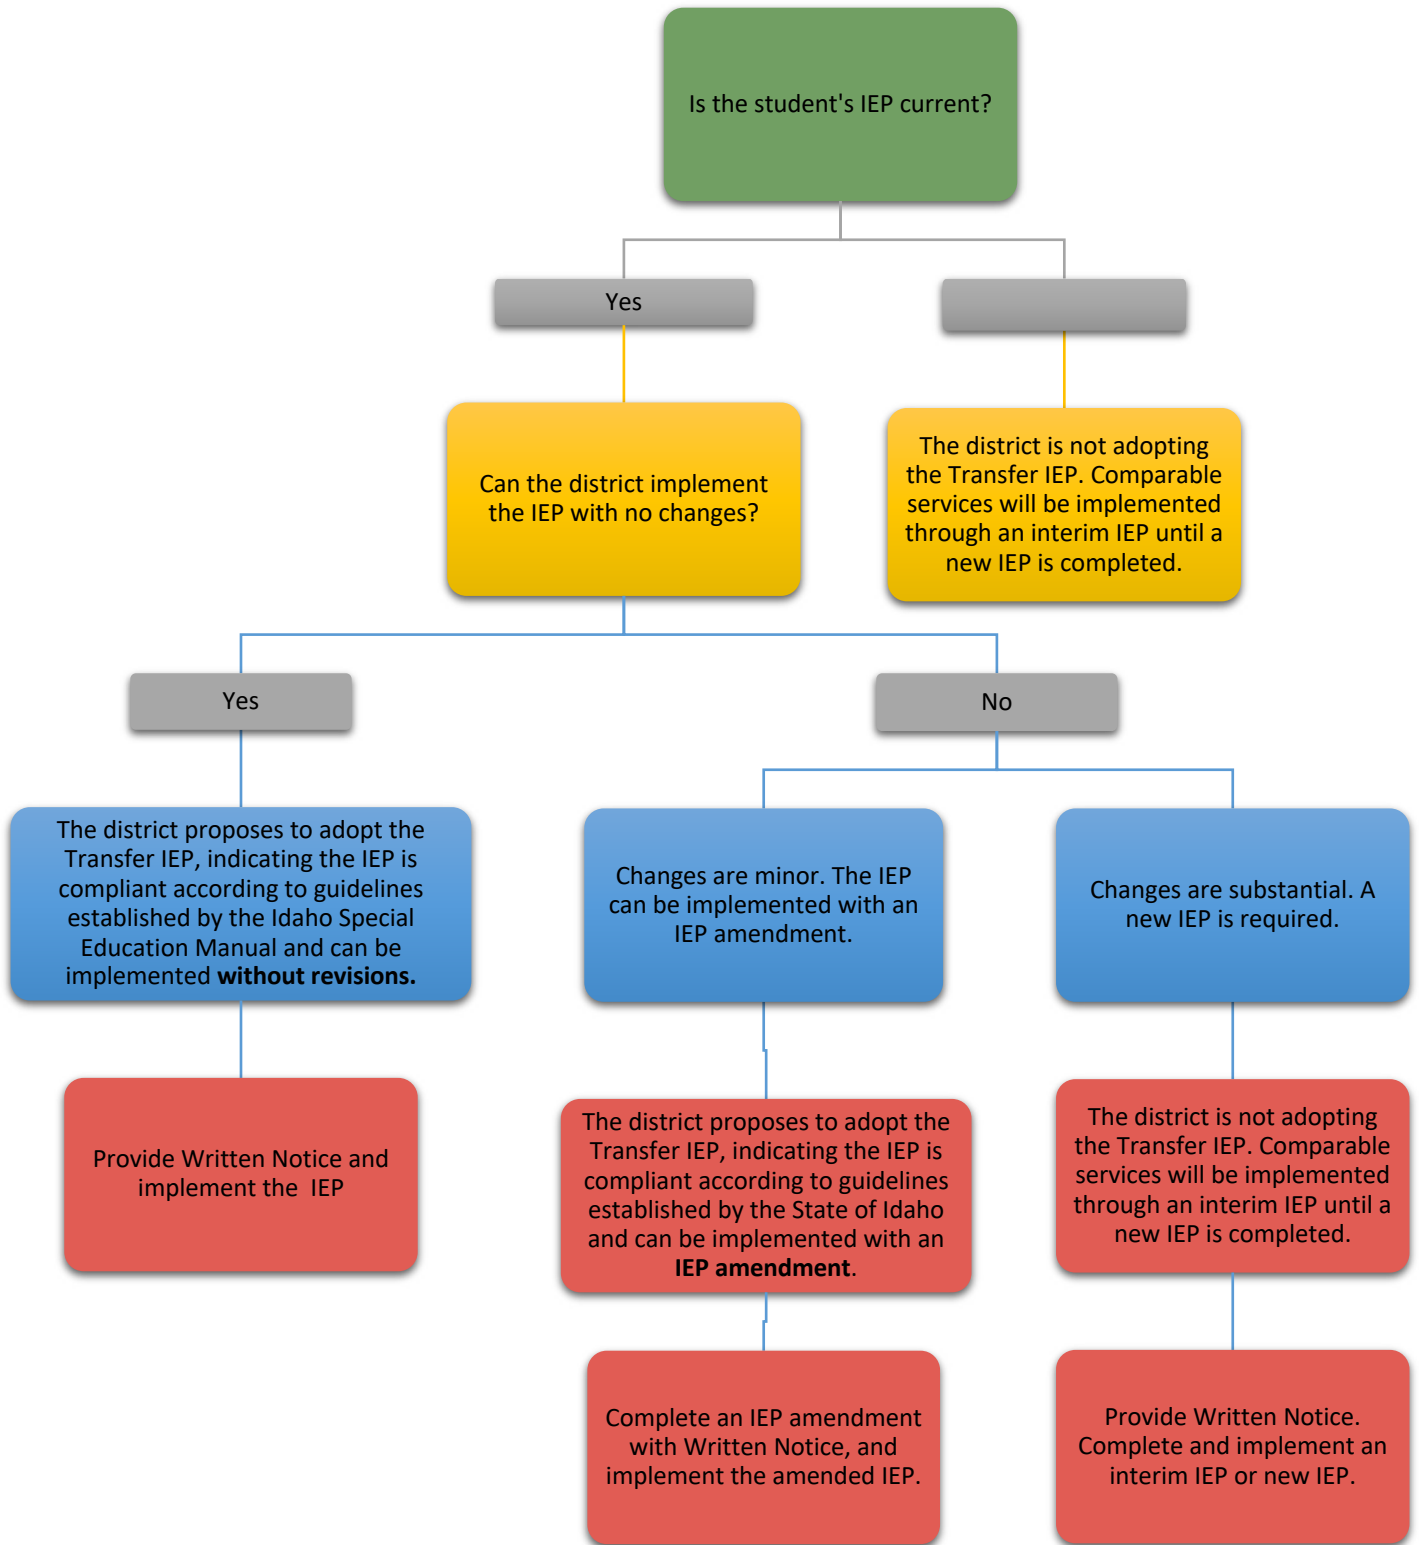 Is the student's IEP current?
Yes
Can the district implement
the IEP with no changes?
The district is not adopting
the Transfer IEP. Comparable
services will be implemented
through an interim IEP until a
new IEP is completed.
Yes
No
The district proposes to adopt the
Transfer IEP, indicating the IEP is
compliant according to guidelines
established by the Idaho Special
Education Manual and can be
implemented without revisions.
Changes are minor. The IEP
can be implemented with an
IEP amendment.
Changes are substantial. A
new IEP is required.
Provide Written Notice and
implement the  IEP
The district proposes to adopt the
Transfer IEP, indicating the IEP is
compliant according to guidelines
established by the State of Idaho
and can be implemented with an
IEP amendment.
The district is not adopting
the Transfer IEP. Comparable
services will be implemented
through an interim IEP until a
new IEP is completed.
Complete an IEP amendment
with Written Notice, and
implement the amended IEP.
Provide Written Notice.
Complete and implement an
interim IEP or new IEP.